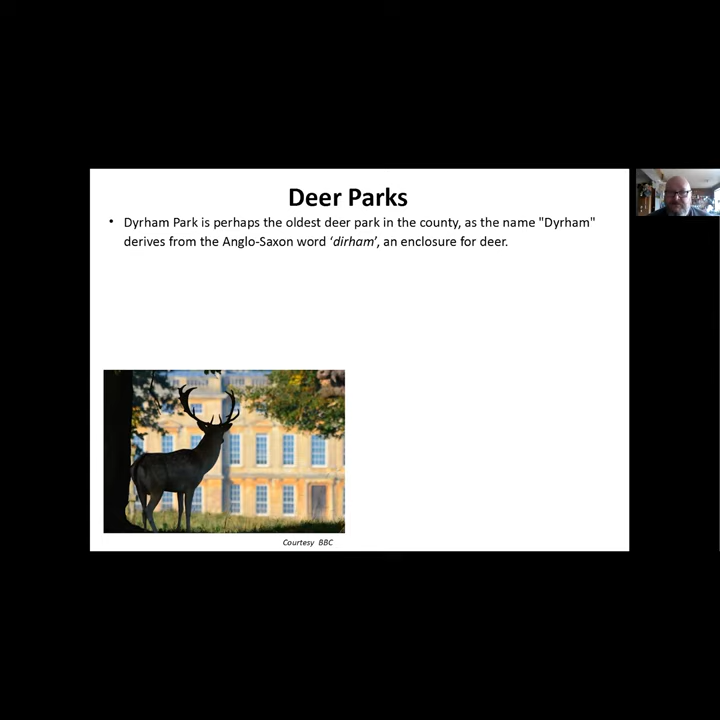 Deer Parks
• Dyrham Park is perhaps the oldest deer park in the county, as the name "Dyrham"
derives from the Anglo-Saxon word ‘dirham’, an enclosure for deer.
Courtesy BBC